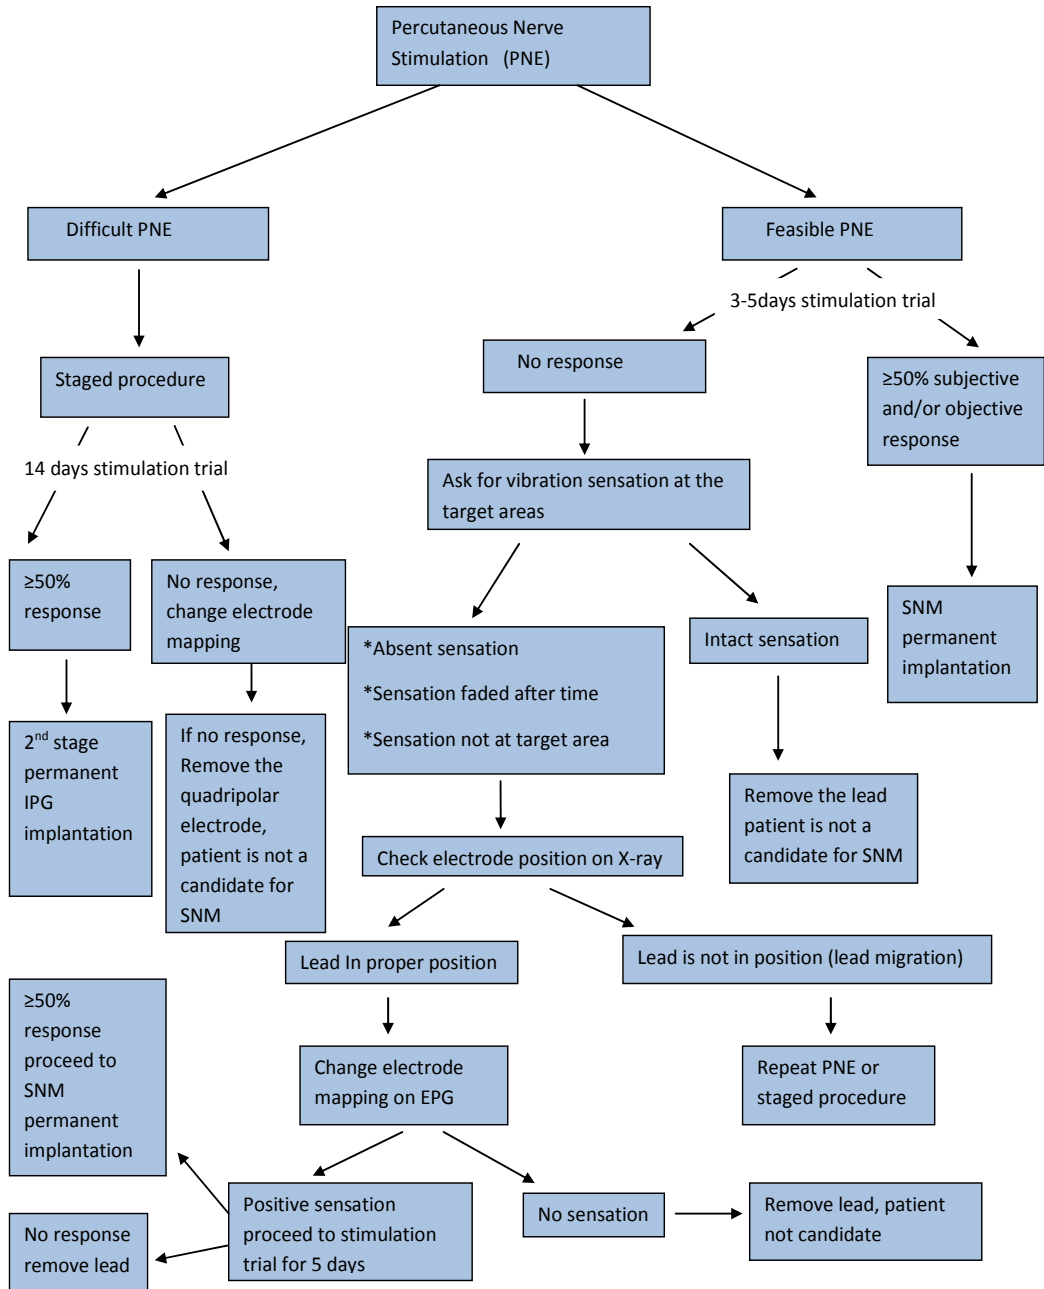 Percutaneous Nerve
Stimulation (PNE)
Difficult PNE
Feasible PNE
3-5days stimulation trial
No response
≥50% subjective
and/or objective
response
Staged procedure
14 days stimulation trial
Ask for vibration sensation at the
target areas
≥50%
response
No response,
change electrode
mapping
*Absent sensation
*Sensation faded after time
*Sensation not at target area
Intact sensation
SNM
permanent
implantation
2nd stage
permanent
IPG
implantation
If no response,
Remove the
quadripolar
electrode,
patient is not a
candidate for
SNM
Remove the lead
patient is not a
candidate for SNM
Check electrode position on X-ray
Lead In proper position
Lead is not in position (lead migration)
≥50%
response
proceed to
SNM
permanent
implantation
Change electrode
mapping on EPG
Repeat PNE or
staged procedure
Positive sensation
proceed to stimulation
trial for 5 days
No sensation
Remove lead, patient
not candidate
No response
remove lead